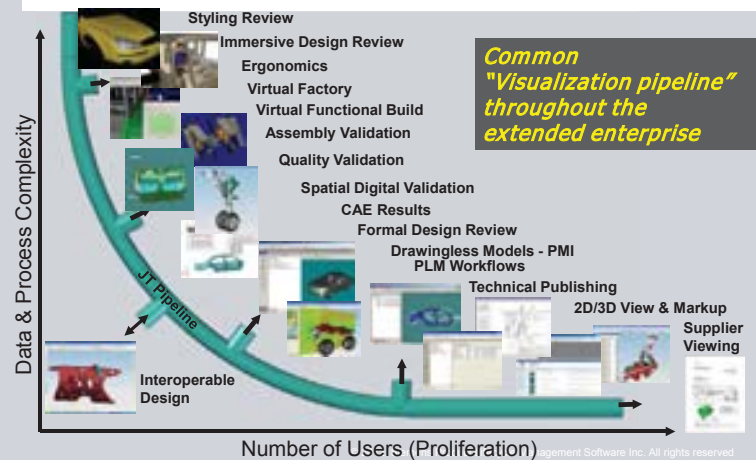 Styling Review
Immersive Design Review
Ergonomics
Virtual Factory
Virtual Functional Build
Assembly Validation
Quality Validation
Spatial Digital Validation
CAE Results
Formal Design Review
Drawingless Models - PMI
PLM Workflows
Technical Publishing
2D/3D View & Markup
Supplier
Viewing
Common
"Visualization pipeline"
throughout the
extended enterprise
Data & Process Complexity
JT Pipeline
Interoperable
Design
Number of Users (Proliferation)
Management Software Inc. All rights reserved